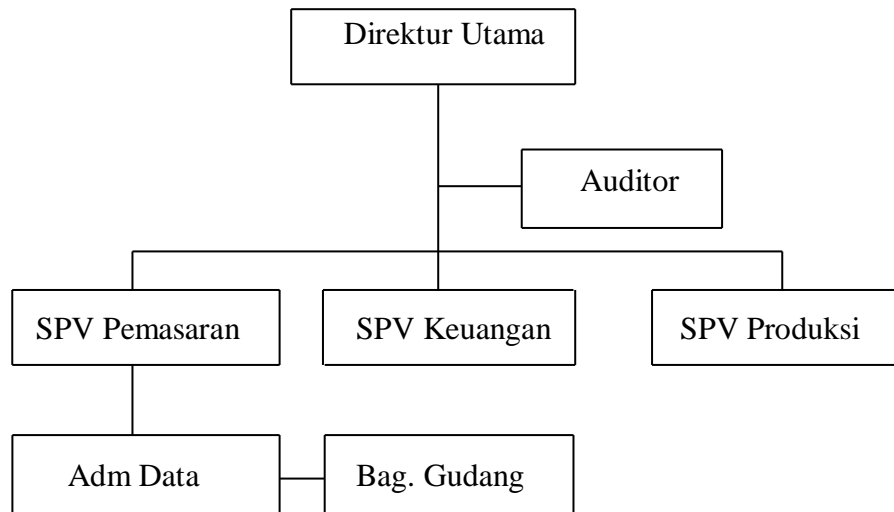 Direktur Utama
Auditor
SPV Pemasaran
SPV Keuangan
SPV Produksi
Adm Data
Bag. Gudang